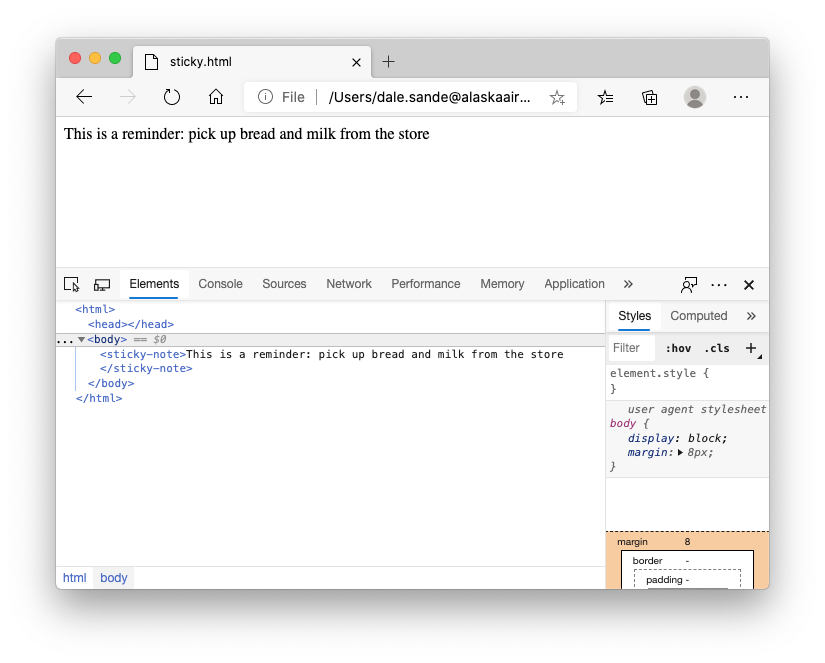 sticky.html
File /Users/dale.sande@alaskaair...
This is a reminder: pick up bread and milk from the store
Elements Console Sources Network Performance Memory Application »
<html>
<head></head>
... ▼<body> == $0
<sticky-note>This is a reminder: pick up bread and milk from the store
</sticky-note>
</body>
</html>
html body
Styles Computed »
Filter :hov .cls +
element.style {
}
user agent stylesheet
body {
display: block;
margin: ▶ 8px;
}
margin 8
border -
padding -